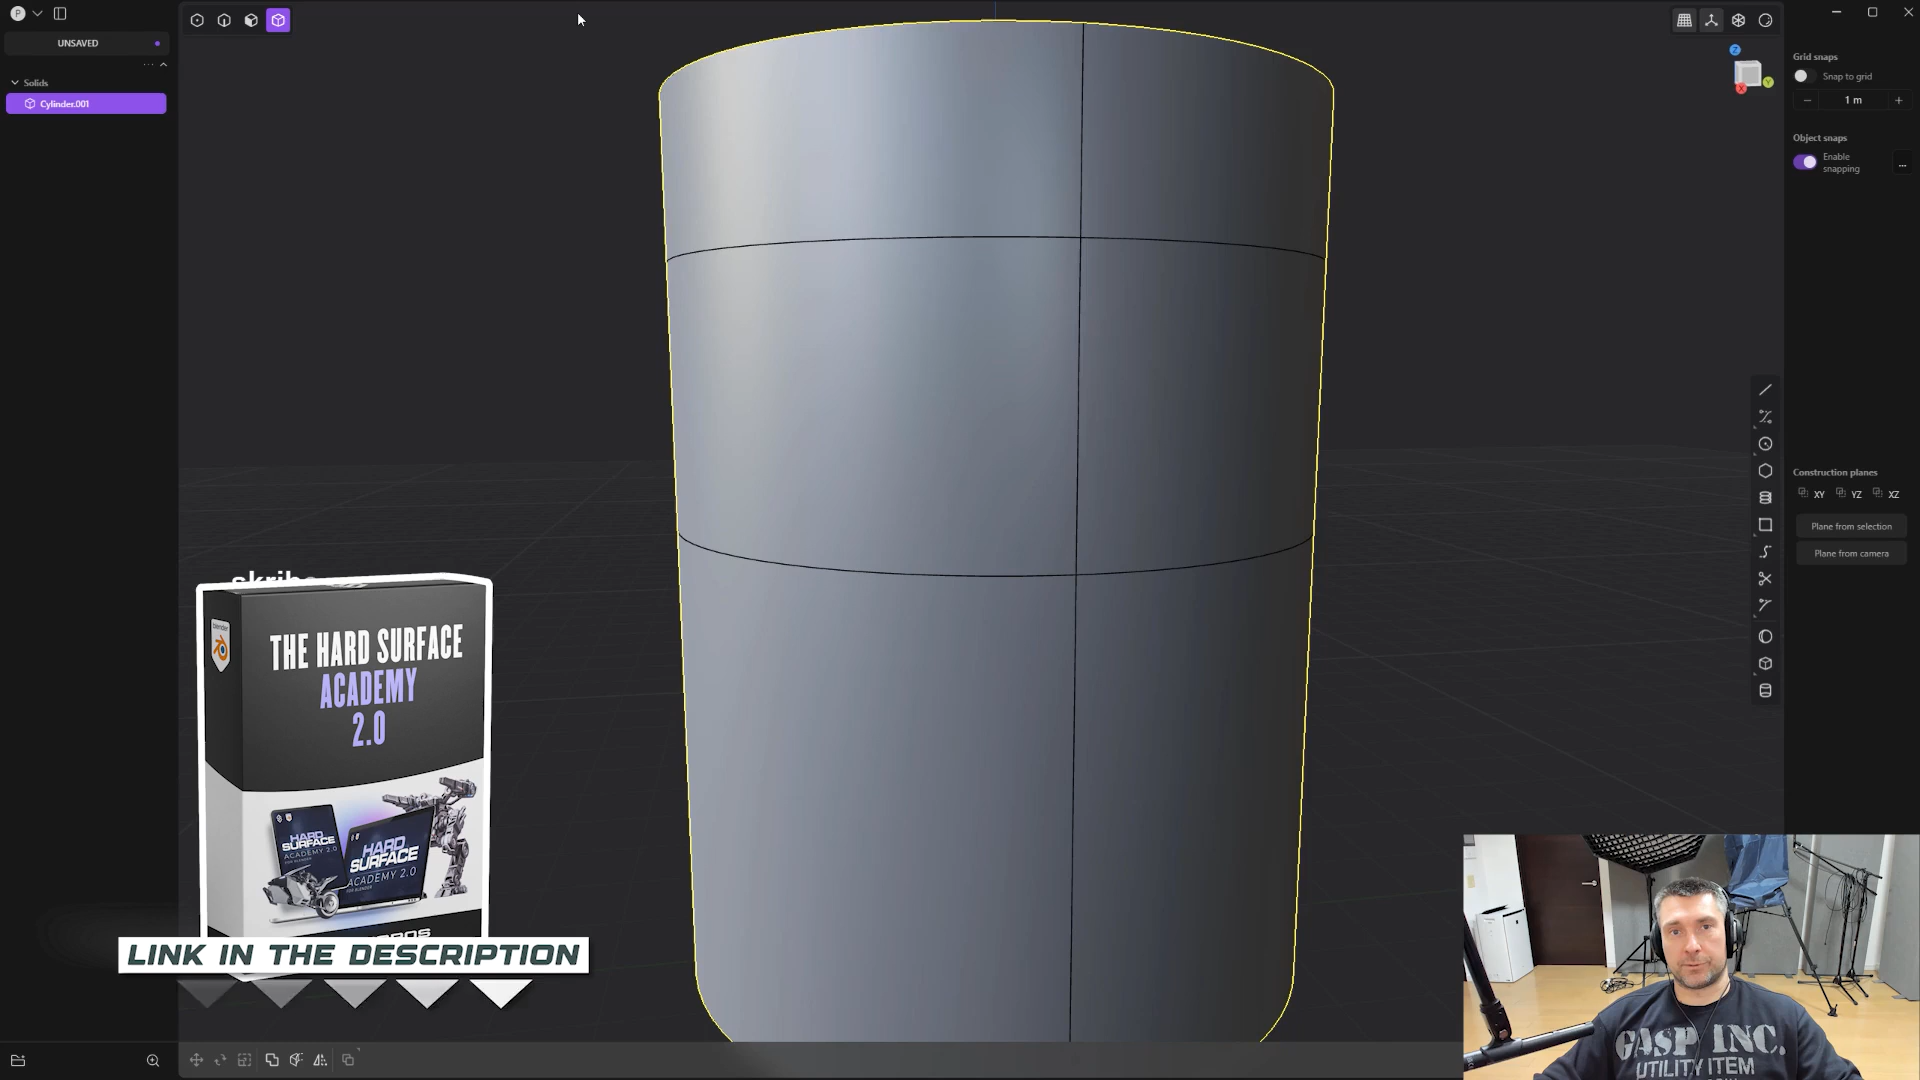 P
UNSAVED
Solids
Cylinder.001
Z
Y
X
Grid snaps
Snap to grid
1 m
Object snaps
Enable
snapping
Construction planes
XY YZ XZ
Plane from selection
Plane from camera
blender
THE HARD SURFACE
ACADEMY
2.0
HARD
SURFACE
ACADEMY 2.0
HARD
SURFACE
ACADEMY 2.0
LINK IN THE DESCRIPTION
GASP INC.
UTILITY ITEM